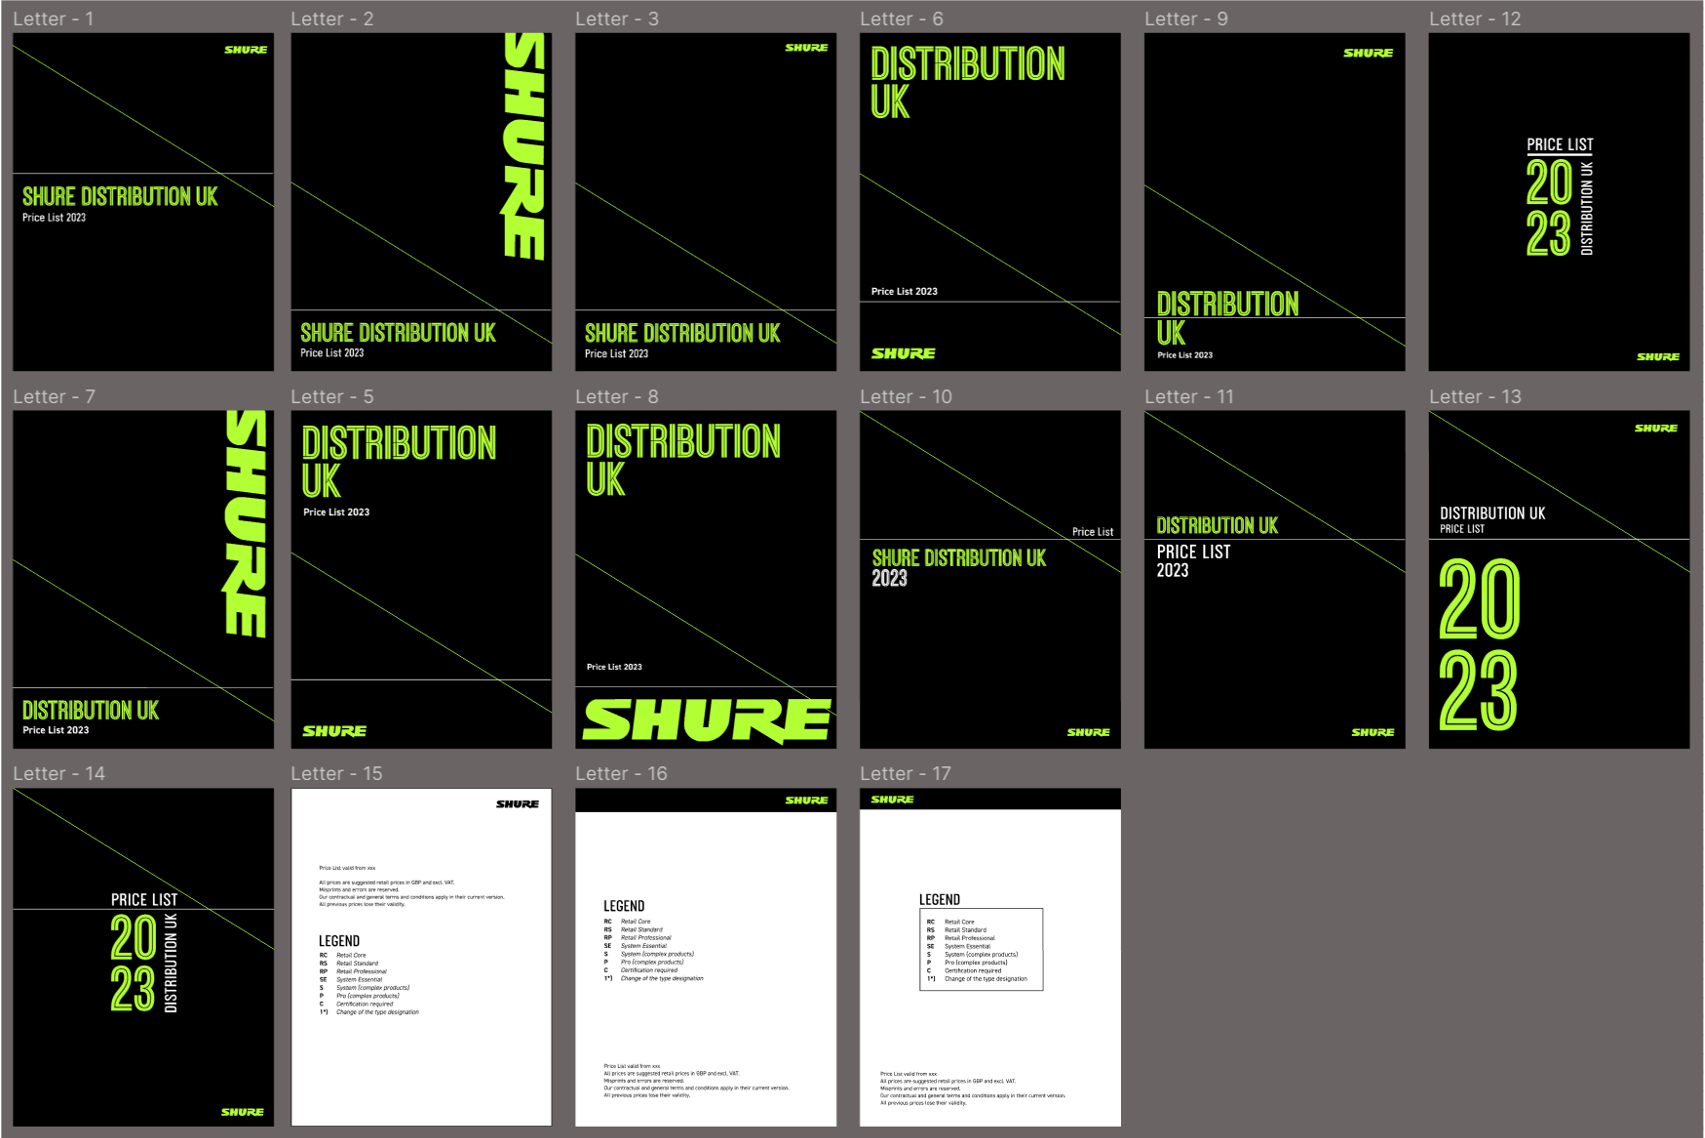 Letter - 1
SHURE
SHURE DISTRIBUTION UK
Price List 2023
Letter - 2
SHURE
SHURE DISTRIBUTION UK
Price List 2023
Letter - 3
SHURE
SHURE DISTRIBUTION UK
Price List 2023
Letter - 6
DISTRIBUTION
UK
Price List 2023
SHURE
Letter - 9
SHURE
DISTRIBUTION
UK
Price List 2023
Letter - 12
PRICE LIST
20
23
DISTRIBUTION UK
SHURE
Letter - 7
SHURE
DISTRIBUTION UK
Price List 2023
Letter - 5
DISTRIBUTION
UK
Price List 2023
SHURE
Letter - 8
DISTRIBUTION
UK
Price List 2023
SHURE
Letter - 10
Price List
SHURE DISTRIBUTION UK
2023
SHURE
Letter - 11
DISTRIBUTION UK
PRICE LIST
2023
SHURE
Letter - 13
SHURE
DISTRIBUTION UK
PRICE LIST
20
23
Letter - 14
PRICE LIST
20
23
DISTRIBUTION UK
SHURE
Letter - 15
SHURE
Price List valid from xxx
All prices are suggested retail prices in GBP and excl. VAT.
Misprints and errors are reserved.
Our contractual and general terms and conditions apply in their current version.
All previous prices lose their validity.
LEGEND
RC Retail Core
RS Retail Standard
RP Retail Professional
SE System Essential
S System (complex products)
P Pro (complex products)
C Certification required
1*) Change of the type designation
Letter - 16
SHURE
LEGEND
RC Retail Core
RS Retail Standard
RP Retail Professional
SE System Essential
S System (complex products)
P Pro (complex products)
C Certification required
1*) Change of the type designation
Price List valid from xxx
All prices are suggested retail prices in GBP and excl. VAT.
Misprints and errors are reserved.
Our contractual and general terms and conditions apply in their current version.
All previous prices lose their validity.
Letter - 17
SHURE
LEGEND
RC Retail Core
RS Retail Standard
RP Retail Professional
SE System Essential
S System (complex products)
P Pro (complex products)
C Certification required
1*) Change of the type designation
Price List valid from xxx
All prices are suggested retail prices in GBP and excl. VAT.
Misprints and errors are reserved.
Our contractual and general terms and conditions apply in their current version.
All previous prices lose their validity.